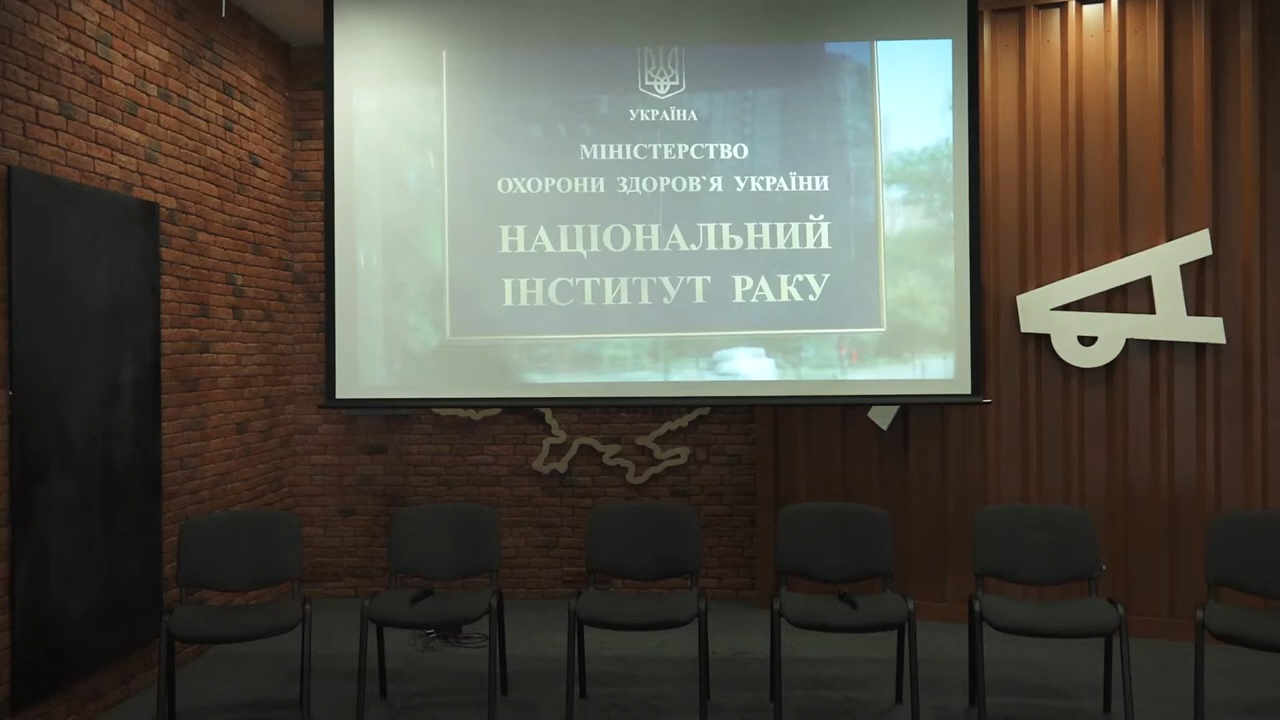 УКРАЇНА
МІНІСТЕРСТВО
ОХОРОНИ ЗДОРОВ`Я УКРАЇНИ
НАЦІОНАЛЬНИЙ
ІНСТИТУТ РАКУ